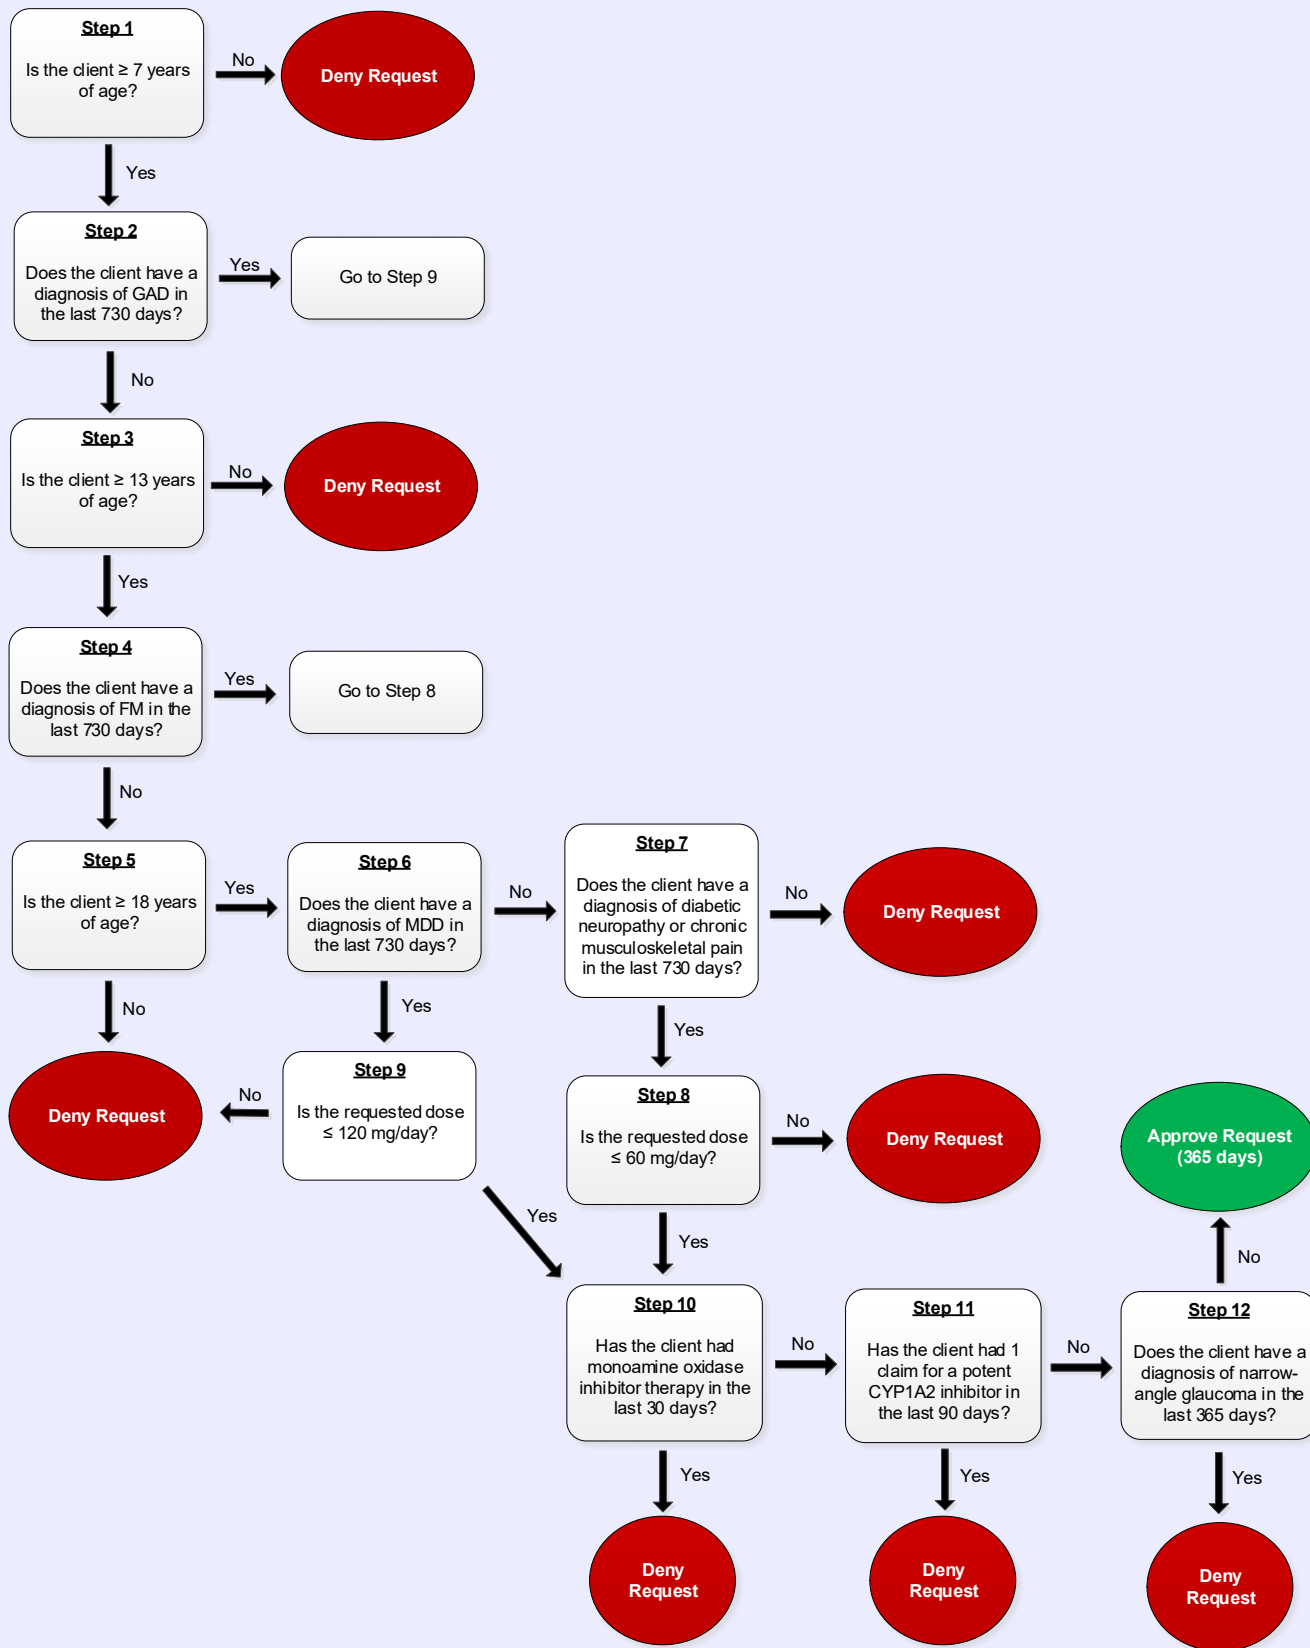 Step 1
Is the client ≥ 7 years
of age?
No
Deny Request
Yes
Step 2
Does the client have a
diagnosis of GAD in
the last 730 days?
Yes
Go to Step 9
No
Step 3
Is the client ≥ 13 years
of age?
No
Deny Request
Yes
Step 4
Does the client have a
diagnosis of FM in the
last 730 days?
Yes
Go to Step 8
No
Step 5
Is the client ≥ 18 years
of age?
Yes
No
Step 6
Does the client have a
diagnosis of MDD in
the last 730 days?
No
Yes
Step 7
Does the client have a
diagnosis of diabetic
neuropathy or chronic
musculoskeletal pain
in the last 730 days?
No
Deny Request
Yes
Deny Request
No
Step 9
Is the requested dose
≤ 120 mg/day?
Yes
Step 8
Is the requested dose
≤ 60 mg/day?
No
Deny Request
Yes
Approve Request
(365 days)
No
Step 10
Has the client had
monoamine oxidase
inhibitor therapy in the
last 30 days?
No
Yes
Deny
Request
Step 11
Has the client had 1
claim for a potent
CYP1A2 inhibitor in
the last 90 days?
No
Yes
Deny
Request
Step 12
Does the client have a
diagnosis of narrow-
angle glaucoma in the
last 365 days?
Yes
Deny
Request